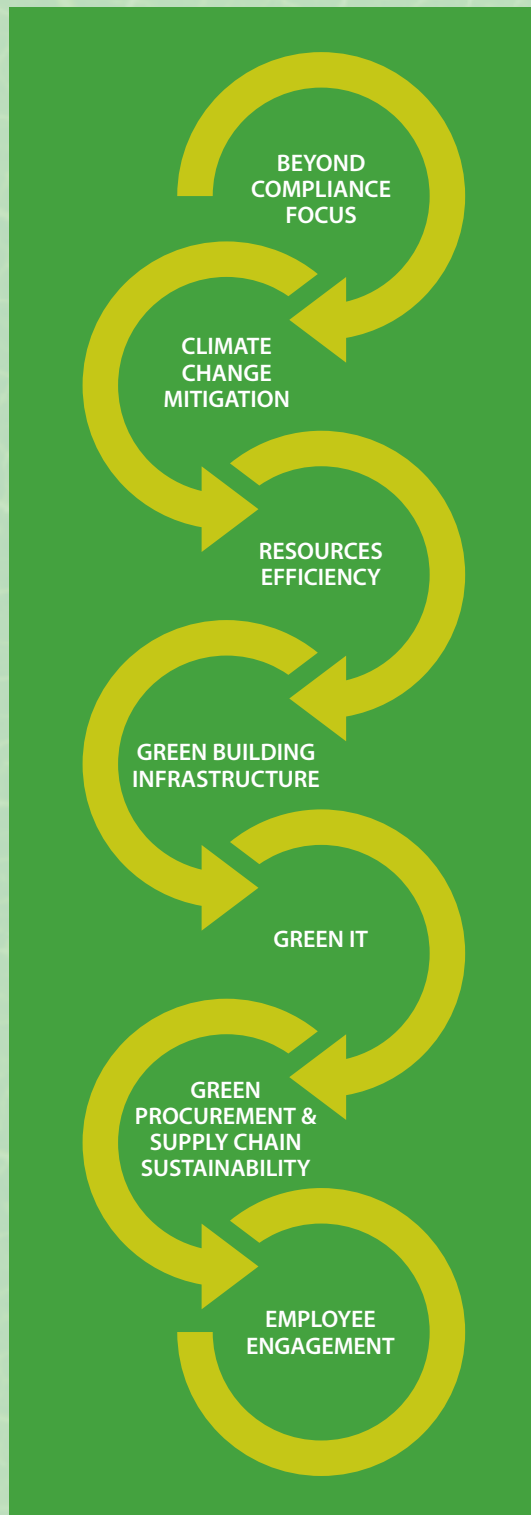 BEYOND
COMPLIANCE
FOCUS
CLIMATE
CHANGE
MITIGATION
RESOURCES
EFFICIENCY
GREEN BUILDING
INFRASTRUCTURE
GREEN IT
GREEN
PROCUREMENT &
SUPPLY CHAIN
SUSTAINABILITY
EMPLOYEE
ENGAGEMENT